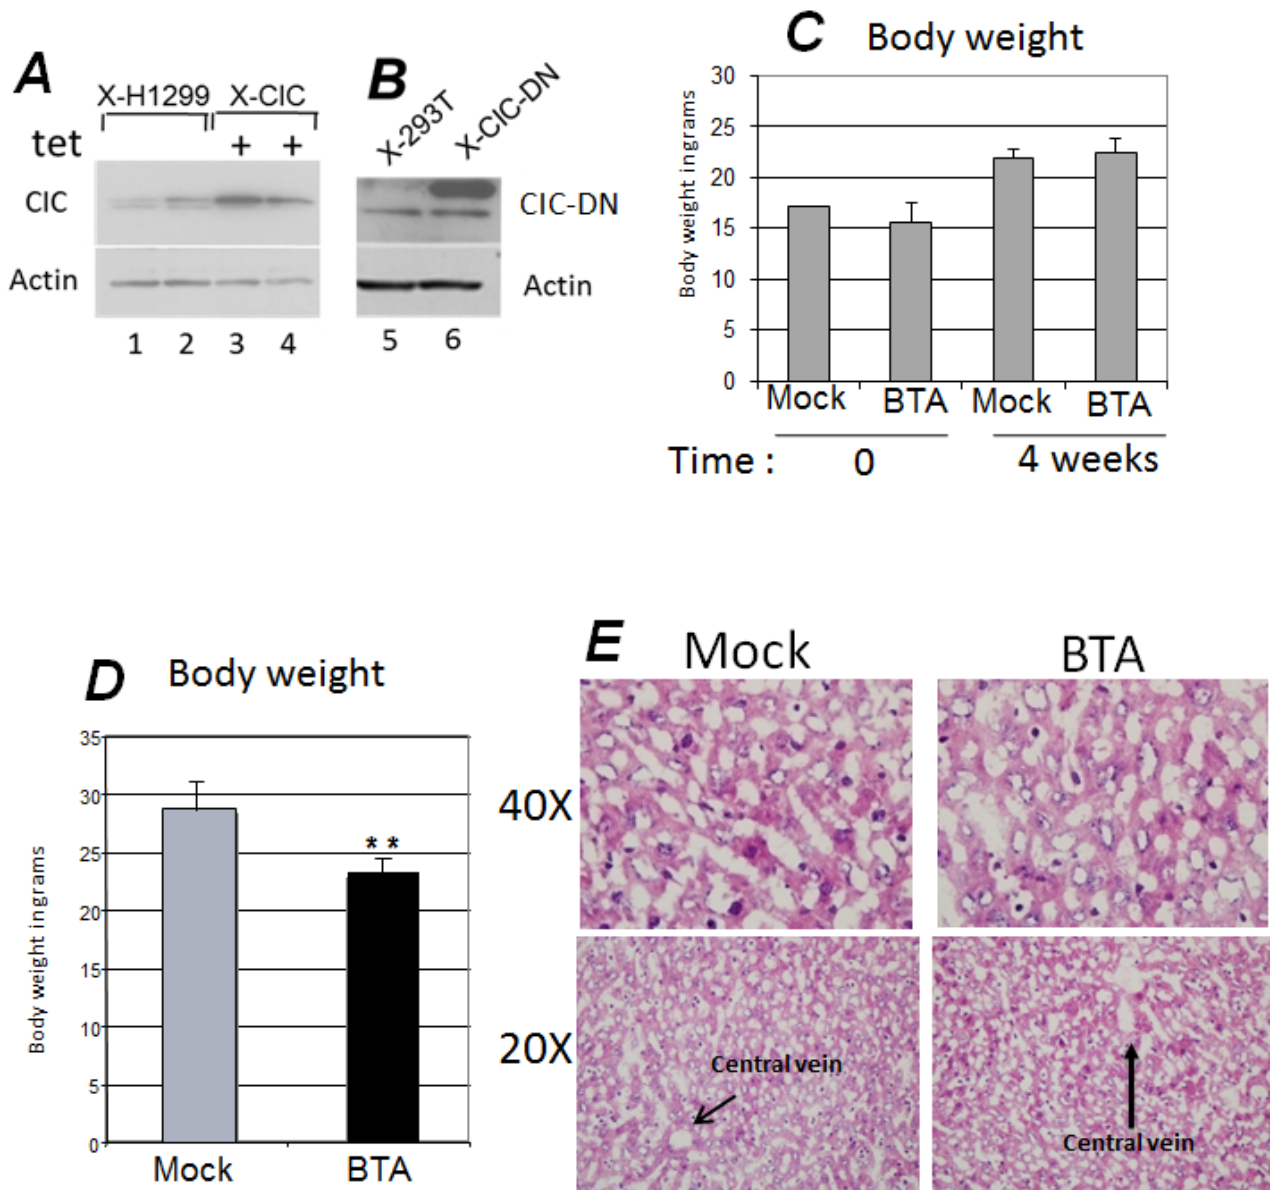 A
X-H1299 X-CIC
tet + +
CIC
Actin
1 2 3 4
B
X-293T X-CIC-DN
CIC-DN
Actin
5 6
C Body weight
Body weight in grams
30
25
20
15
10
5
0
Mock BTA Mock BTA
Time : 0 4 weeks
D Body weight
Body weight in grams
35
30
25
20
15
10
5
0
**
Mock BTA
E Mock BTA
40X
20X
Central vein
Central vein